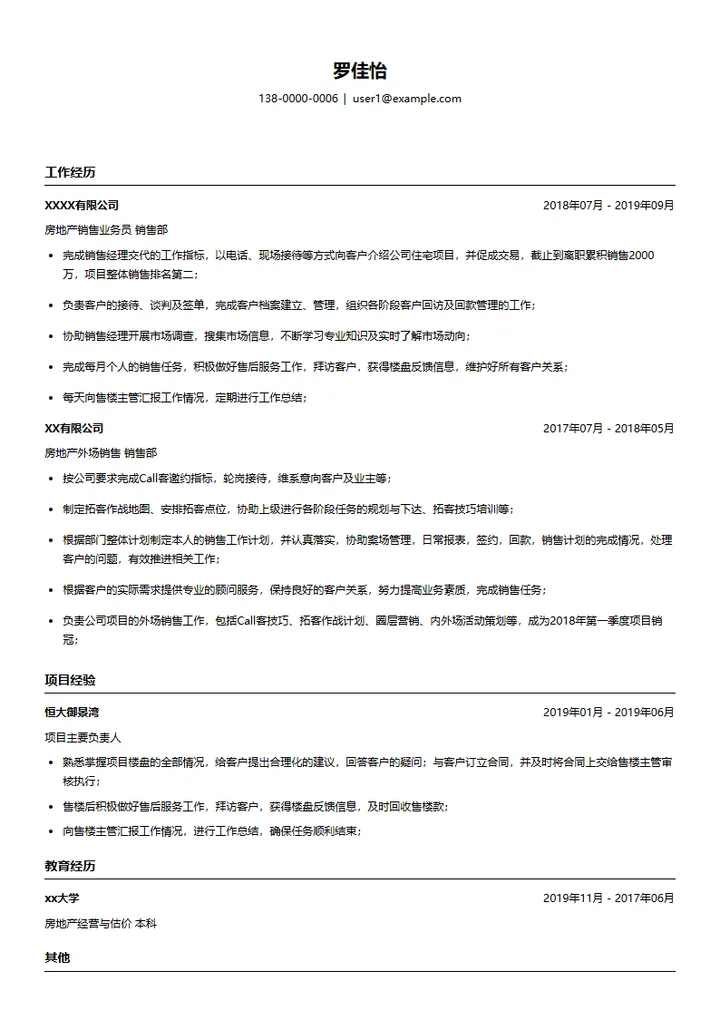 罗佳怡
138-0000-0006 | user1@example.com
工作经历
XXXX有限公司 2018年07月 - 2019年09月
房地产销售业务员 销售部
• 完成销售经理交代的工作指标，以电话、现场接待等方式向客户介绍公司住宅项目，并促成交易，截止到离职累积销售2000
万，项目整体销售排名第二；
• 负责客户的接待、谈判及签单，完成客户档案建立、管理，组织各阶段客户回访及回款管理的工作；
• 协助销售经理开展市场调查，搜集市场信息，不断学习专业知识及实时了解市场动向；
• 完成每月个人的销售任务，积极做好售后服务工作，拜访客户，获得楼盘反馈信息，维护好所有客户关系；
• 每天向售楼主管汇报工作情况，定期进行工作总结；
XX有限公司 2017年07月 - 2018年05月
房地产外场销售 销售部
• 按公司要求完成Call客邀约指标，轮岗接待，维系意向客户及业主等；
• 制定拓客作战地图、安排拓客点位，协助上级进行各阶段任务的规划与下达、拓客技巧培训等；
• 根据部门整体计划制定本人的销售工作计划，并认真落实，协助案场管理，日常报表，签约，回款，销售计划的完成情况，处理
客户的问题，有效推进相关工作；
• 根据客户的实际需求提供专业的顾问服务，保持良好的客户关系，努力提高业务素质，完成销售任务；
• 负责公司项目的外场销售工作，包括Call客技巧、拓客作战计划、圈层营销、内外场活动策划等，成为2018年第一季度项目销
冠；
项目经验
恒大御景湾 2019年01月 - 2019年06月
项目主要负责人
• 熟悉掌握项目楼盘的全部情况，给客户提出合理化的建议，回答客户的疑问；与客户订立合同，并及时将合同上交给售楼主管审
核执行；
• 售楼后积极做好售后服务工作，拜访客户，获得楼盘反馈信息，及时回收售楼款；
• 向售楼主管汇报工作情况，进行工作总结，确保任务顺利结束；
教育经历
xx大学 2019年11月 - 2017年06月
房地产经营与估价 本科
其他